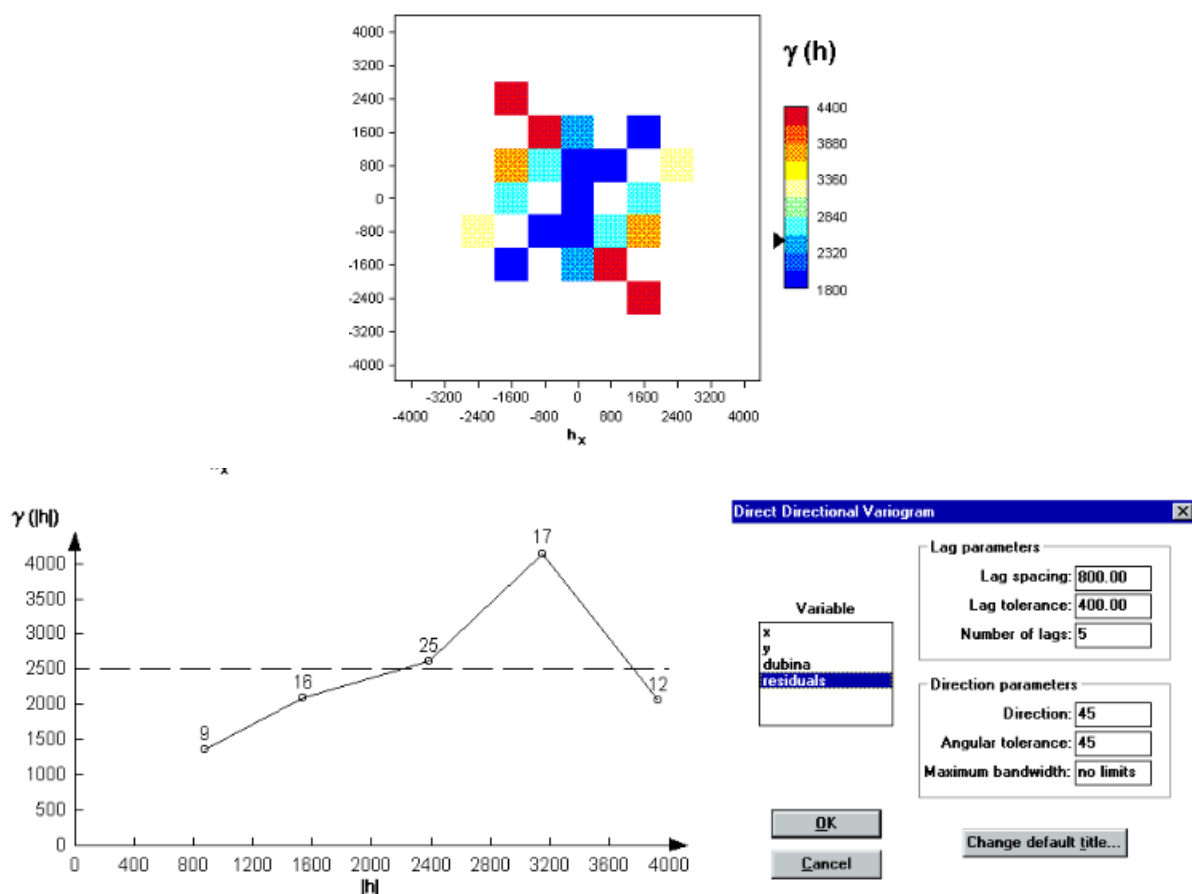 4000
3200
2400
1600
800
0
-800
-1600
-2400
-3200
-4000
-3200 -1600 0 1600 3200
-4000 -2400 -800 800 2400 4000
h x
γ (h)
4400
3880
3360
2840
2320
1800
γ (|h|)
4000
3500
3000
2500
2000
1500
1000
500
0
9
16
25
17
12
0 400 800 1200 1600 2000 2400 2800 3200 3600 4000
|h|
Direct Directional Variogram
Variable
x
y
dubina
residuals
Lag parameters
Lag spacing: 800.00
Lag tolerance: 400.00
Number of lags: 5
Direction parameters
Direction: 45
Angular tolerance: 45
Maximum bandwidth: no limits
OK
Cancel
Change default title...